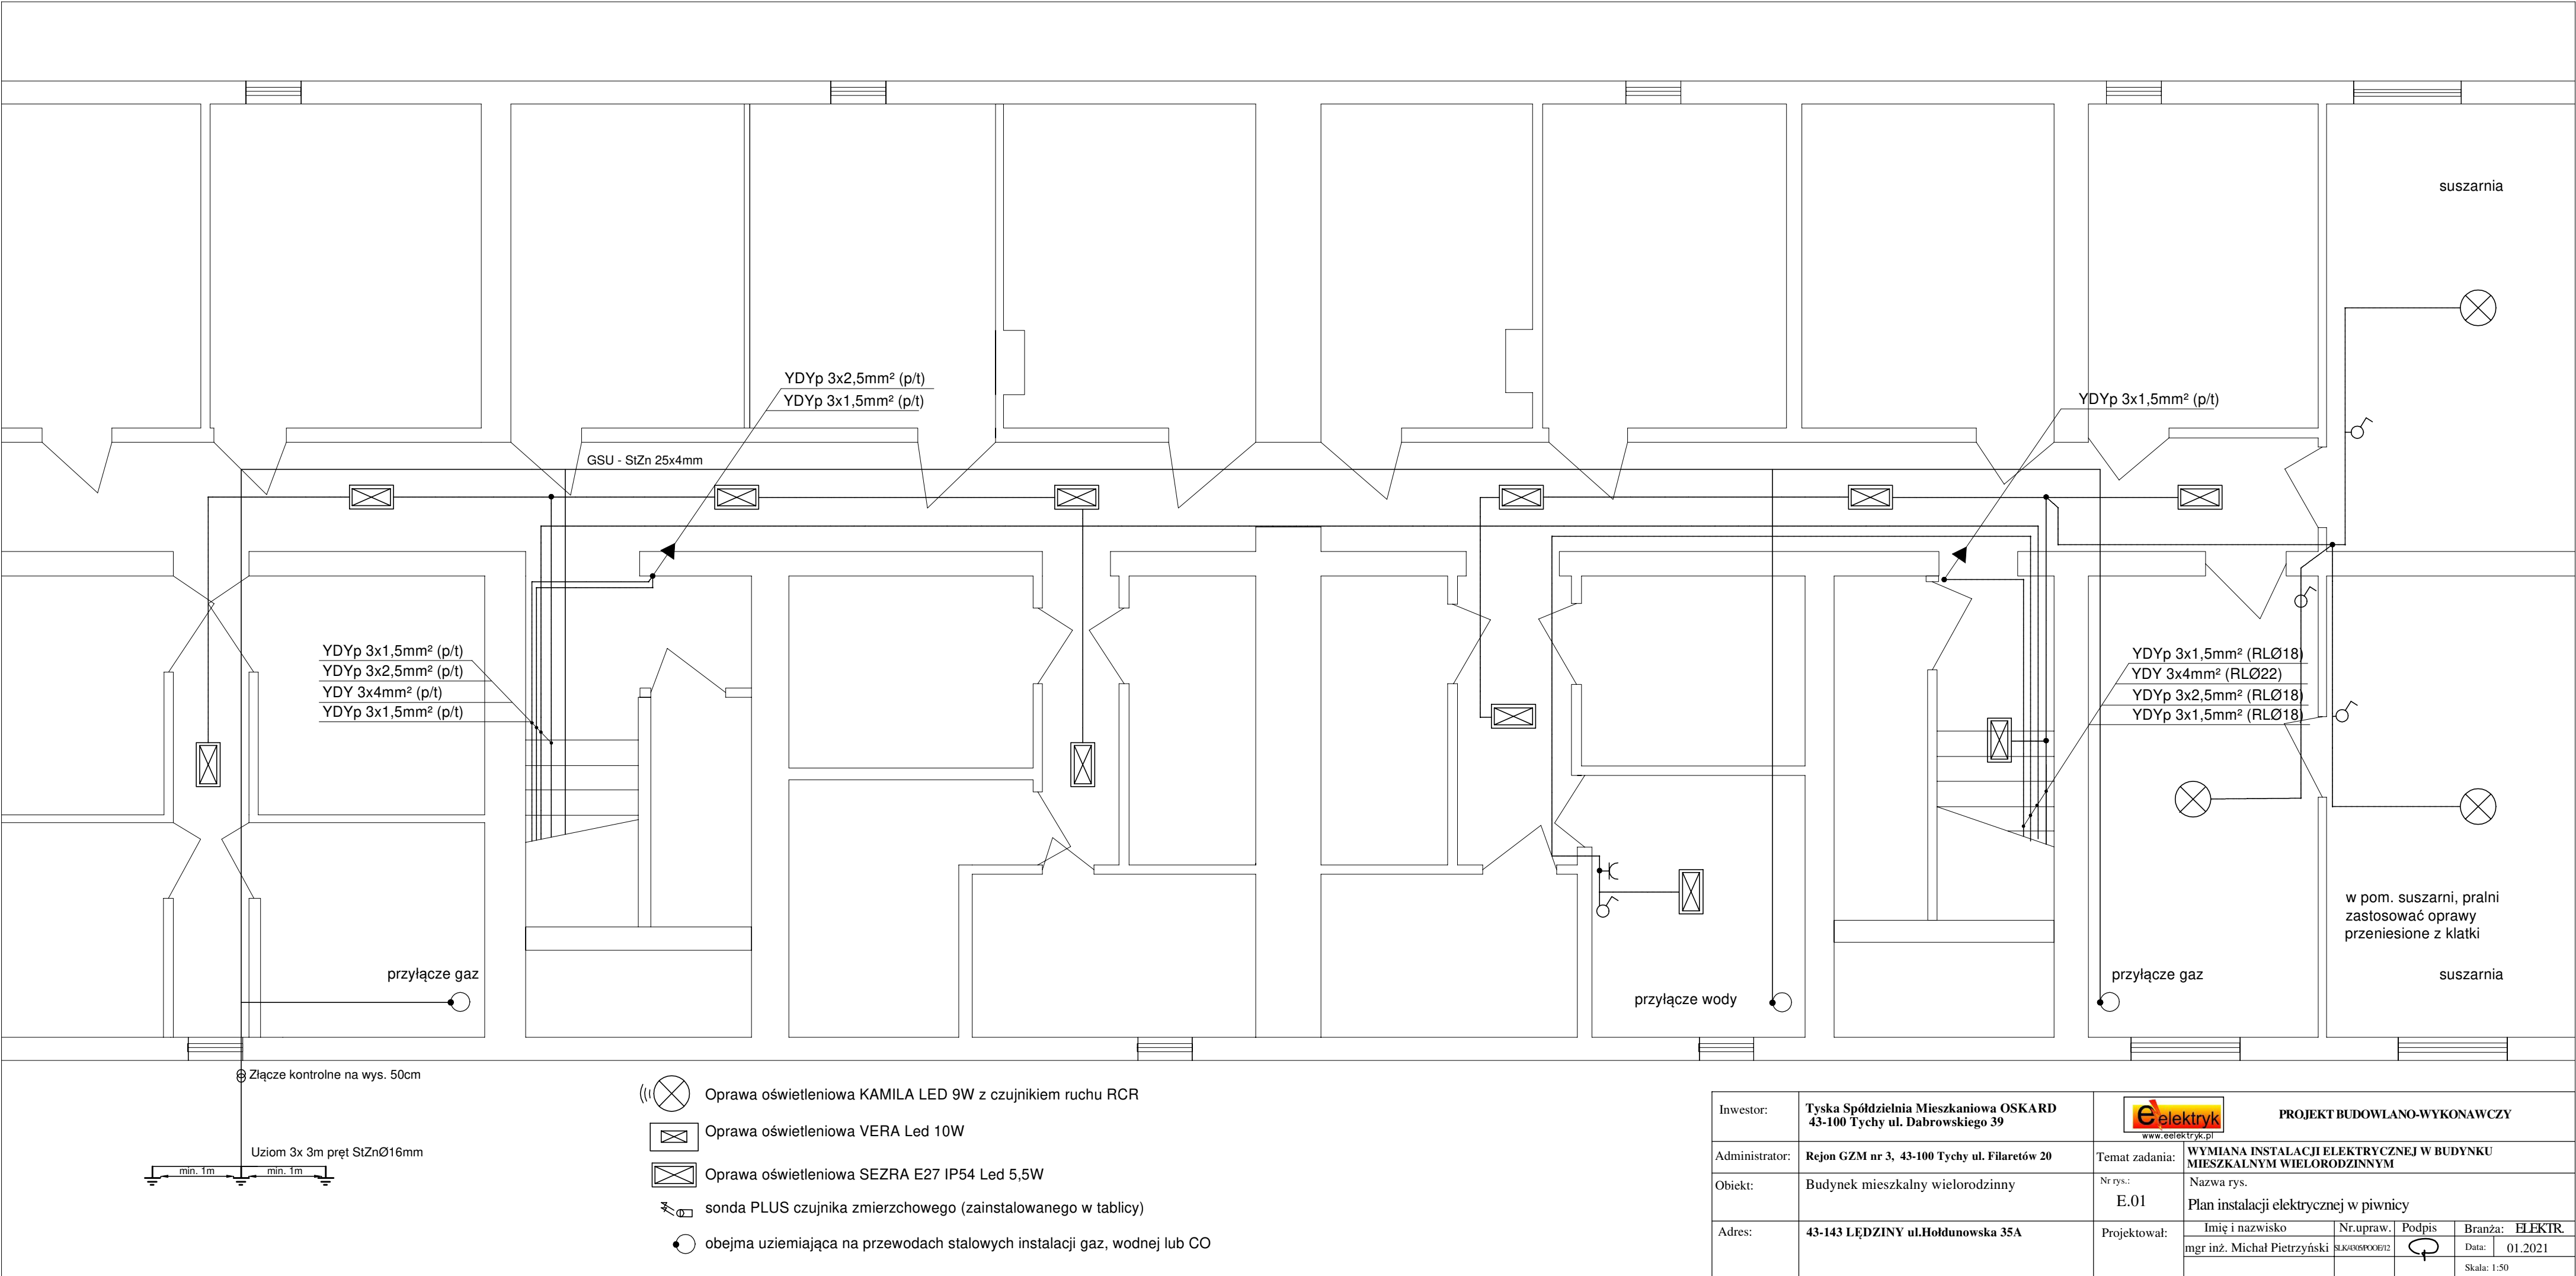 suszarnia
YDYp 3x2,5mm² (p/t)
YDYp 3x1,5mm² (p/t)
YDYp 3x1,5mm² (p/t)
GSU - StZn 25x4mm
YDYp 3x1,5mm² (p/t)
YDYp 3x2,5mm² (p/t)
YDY 3x4mm² (p/t)
YDYp 3x1,5mm² (p/t)
YDYp 3x1,5mm² (RLØ18)
YDY 3x4mm² (RLØ22)
YDYp 3x2,5mm² (RLØ18)
YDYp 3x1,5mm² (RLØ18)
w pom. suszarni, pralni
zastosować oprawy
przeniesione z klatki
przyłącze gaz
przyłącze wody
przyłącze gaz
suszarnia
Złącze kontrolne na wys. 50cm
Uziom 3x 3m pręt StZnØ16mm
min. 1m
min. 1m
Oprawa oświetleniowa KAMILA LED 9W z czujnikiem ruchu RCR
Oprawa oświetleniowa VERA Led 10W
Oprawa oświetleniowa SEZRA E27 IP54 Led 5,5W
sonda PLUS czujnika zmierzchowego (zainstalowanego w tablicy)
obejma uziemiająca na przewodach stalowych instalacji gaz, wodnej lub CO
Inwestor:
Tyska Spółdzielnia Mieszkaniowa OSKARD
43-100 Tychy ul. Dabrowskiego 39
e elektryk
www.eelektryk.pl
PROJEKT BUDOWLANO-WYKONAWCZY
Administrator:
Rejon GZM nr 3, 43-100 Tychy ul. Filaretów 20
Temat zadania:
WYMIANA INSTALACJI ELEKTRYCZNEJ W BUDYNKU
MIESZKALNYM WIELORODZINNYM
Obiekt:
Budynek mieszkalny wielorodzinny
Nr rys.:
E.01
Nazwa rys.
Plan instalacji elektrycznej w piwnicy
Adres:
43-143 LĘDZINY ul.Hołdunowska 35A
Projektował:
Imię i nazwisko
Nr.upraw.
Podpis
Branża: ELEKTR.
mgr inż. Michał Pietrzyński
SLK/4305/POOE/12
Data:
01.2021
Skala: 1:50